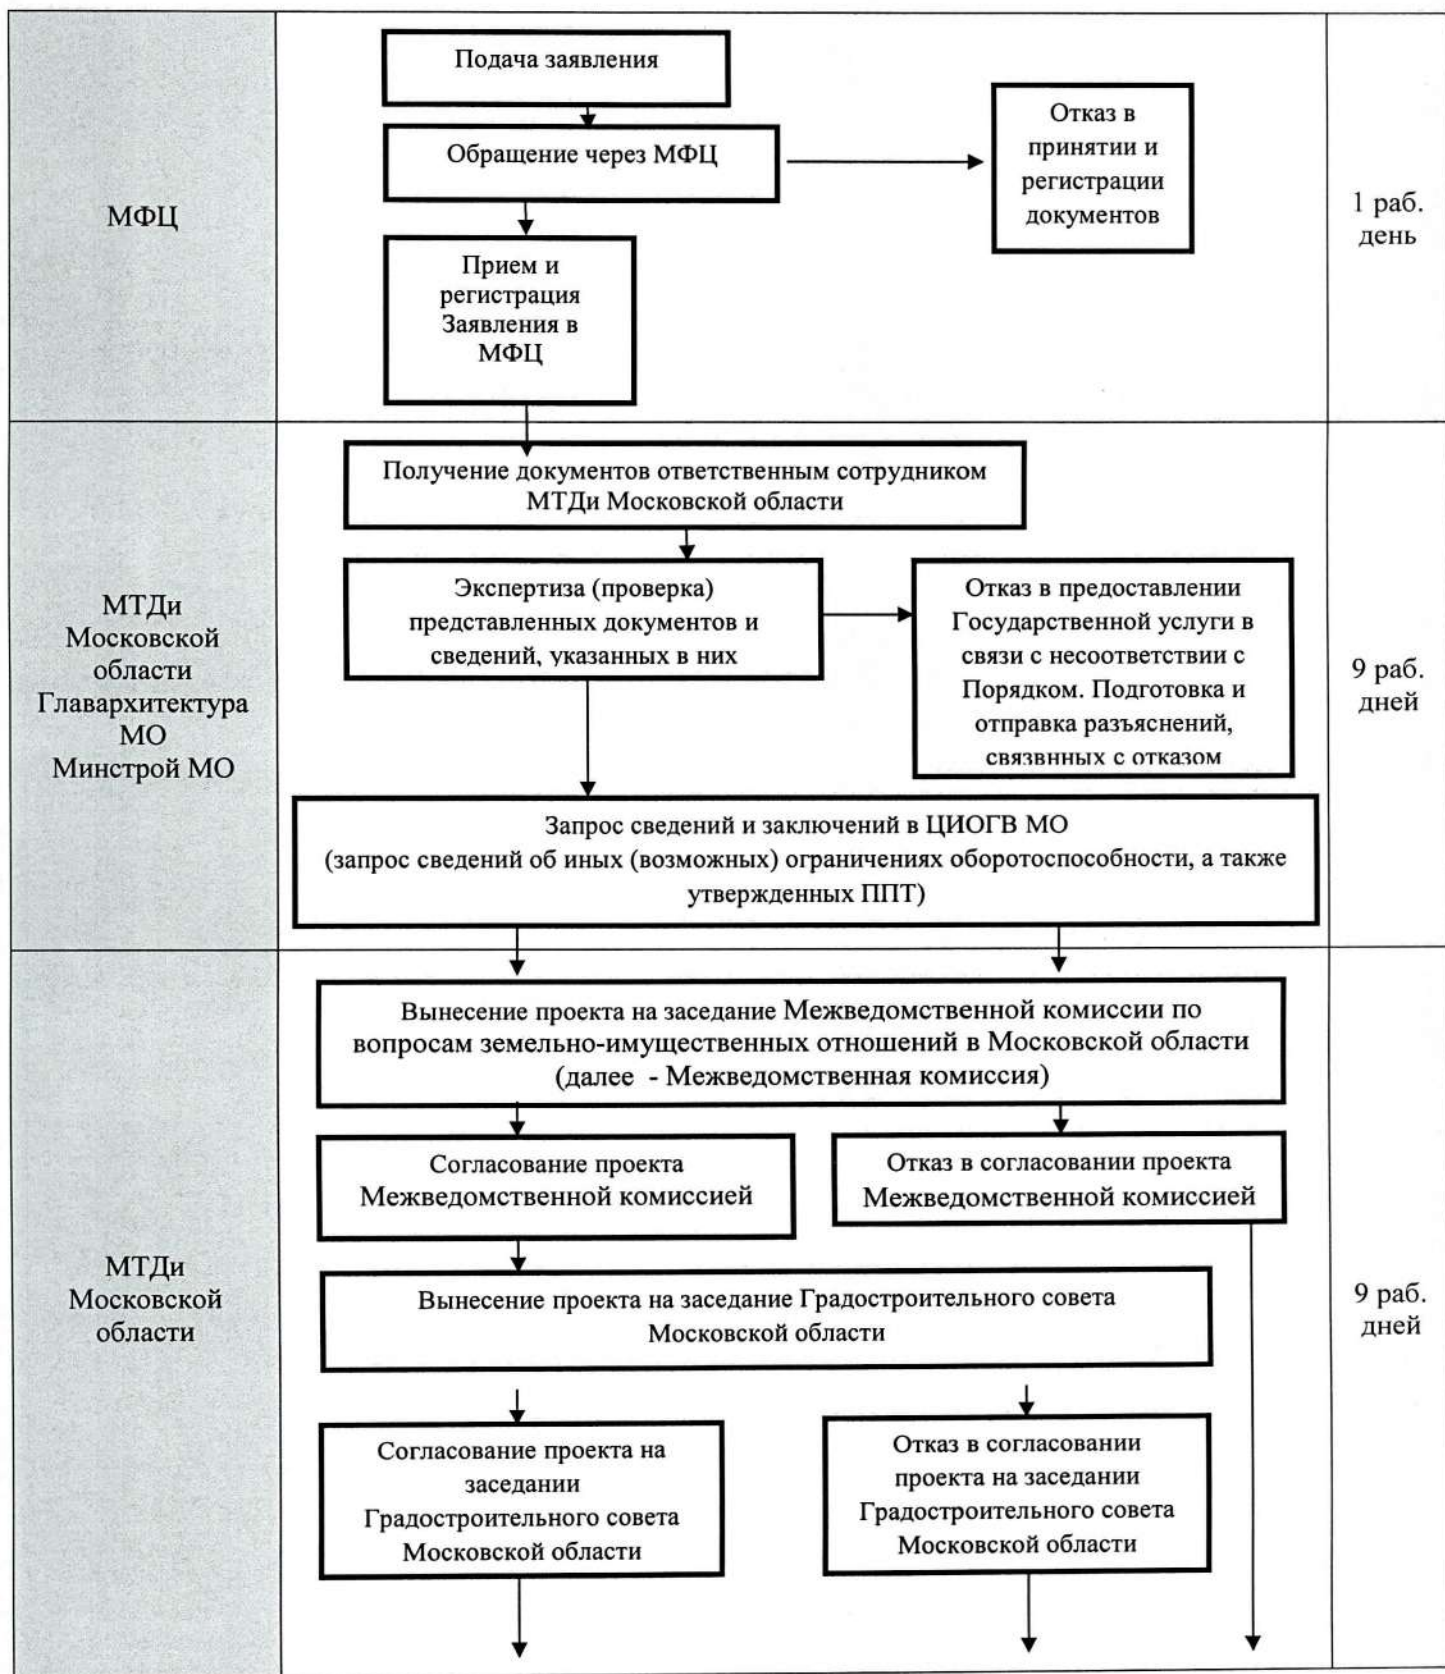 Подача заявления
Обращение через МФЦ
Отказ в
принятии и
регистрации
документов
МФЦ
1 раб.
день
Прием и
регистрация
Заявления в
МФЦ
Получение документов ответственным сотрудником
МТДи Московской области
Экспертиза (проверка)
представленных документов и
сведений, указанных в них
Отказ в предоставлении
Государственной услуги в
связи с несоответствии с
Порядком. Подготовка и
отправка разъяснений,
связвнных с отказом
МТДи
Московской
области
Главархитектура
МО
Минстрой МО
9 раб.
дней
Запрос сведений и заключений в ЦИОГВ МО
(запрос сведений об иных (возможных) ограничениях оборотоспособности, а также
утвержденных ППТ)
Вынесение проекта на заседание Межведомственной комиссии по
вопросам земельно-имущественных отношений в Московской области
(далее - Межведомственная комиссия)
Согласование проекта
Межведомственной комиссией
Отказ в согласовании проекта
Межведомственной комиссией
МТДи
Московской
области
9 раб.
дней
Вынесение проекта на заседание Градостроительного совета
Московской области
Согласование проекта на
заседании
Градостроительного совета
Московской области
Отказ в согласовании
проекта на заседании
Градостроительного совета
Московской области